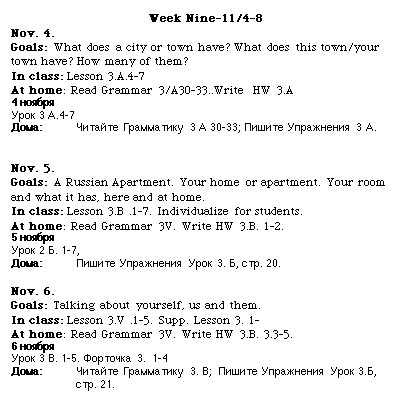 Week Nine-11/4-8
Nov. 4.
Goals: What does a city or town have? What does this town/your
town have? How many of them?
In class: Lesson 3.A.4-7
At home: Read Grammar 3/A30-33..Write HW 3.A
4 ноября
Урок 3 А.4-7
Дома: Читайте Грамматику 3 А 30-33; Пишите Упражнения 3 А.
Nov. 5.
Goals: A Russian Apartment. Your home or apartment. Your room
and what it has, here and at home.
In class: Lesson 3.B .1-7. Individualize for students.
At home: Read Grammar 3V. Write HW 3.B. 1-2.
5 ноября
Урок 2 Б. 1-7,
Дома: Пишите Упражнения Урок 3. Б, стр. 20.
Nov. 6.
Goals: Talking about yourself, us and them.
In class: Lesson 3.V .1-5. Supp. Lesson 3. 1-
At home: Read Grammar 3V. Write HW 3.B. 3.3-5.
6 ноября
Урок 3 В. 1-5. Форточка 3. 1-4
Дома: Читайте Грамматику 3. В; Пишите Упражнения Урок 3.Б,
стр. 21.